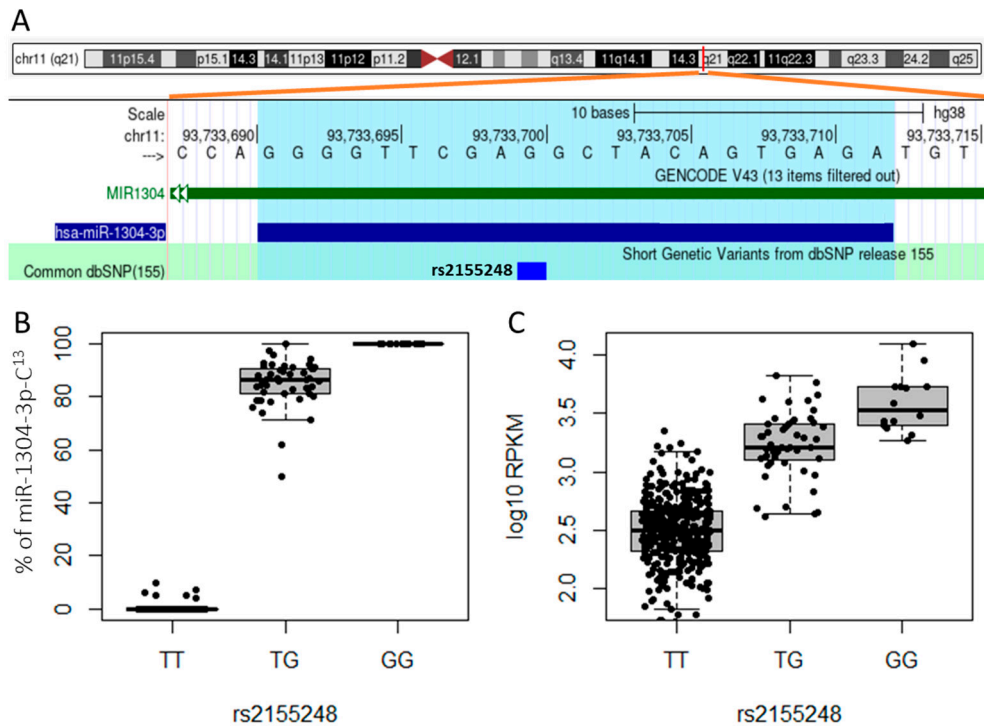 A
chr11 (q21)
11p15.4 p15.1 14.3 14.1 11p13 11p12 p11.2 12.1 q13.4 11q14.1 14.3 q21 q22.1 11q22.3 q23.3 24.2 q25
Scale 10 bases hg38
chr11: 93,733,690 93,733,695 93,733,700 93,733,705 93,733,710 93,733,715
---> C C A G G G G T T C G A G G C T A C A G T G A G A T G T
GENCODE V43 (13 items filtered out)
MIR1304
hsa-miR-1304-3p
Short Genetic Variants from dbSNP release 155
Common dbSNP(155) rs2155248
B
% of miR-1304-3p-C¹³
100
80
60
40
20
0
TT TG GG
rs2155248
C
log10 RPKM
4.0
3.5
3.0
2.5
2.0
TT TG GG
rs2155248